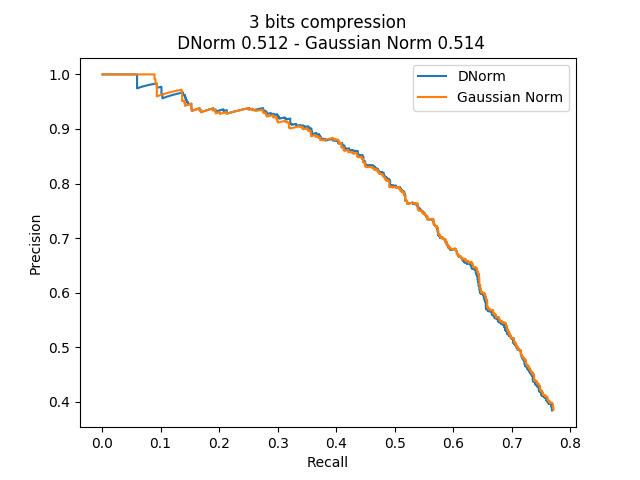 3 bits compression
DNorm 0.512 - Gaussian Norm 0.514
DNorm
Gaussian Norm
Precision
1.0
0.9
0.8
0.7
0.6
0.5
0.4
0.0 0.1 0.2 0.3 0.4 0.5 0.6 0.7 0.8
Recall